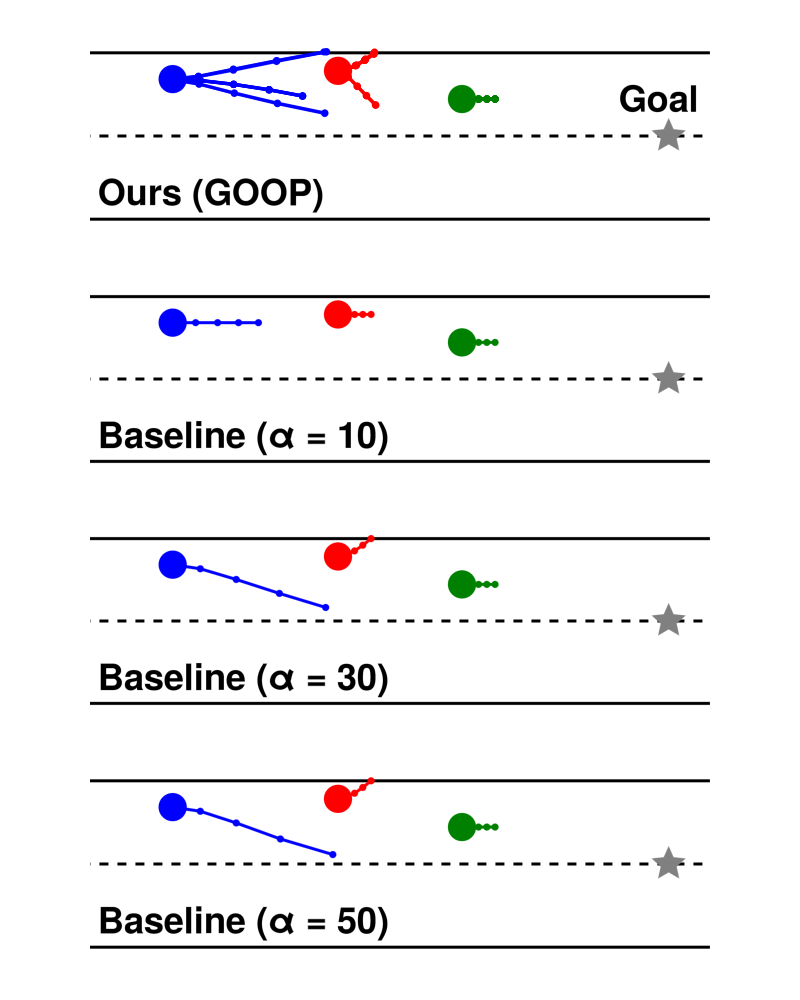 Goal
Ours (GOOP)
Baseline (α = 10)
Baseline (α = 30)
Baseline (α = 50)